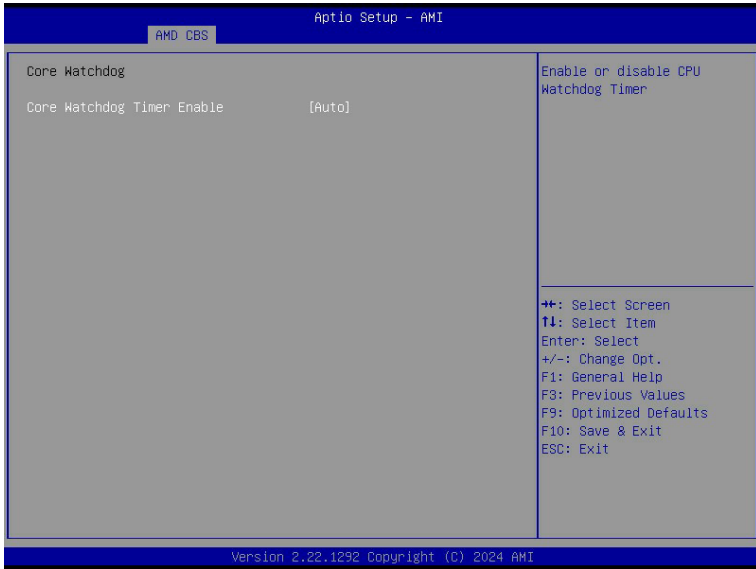 Aptio Setup – AMI
AMD CBS
Core Watchdog
Core Watchdog Timer Enable [Auto]
Enable or disable CPU
Watchdog Timer
→←: Select Screen
↑↓: Select Item
Enter: Select
+/-: Change Opt.
F1: General Help
F3: Previous Values
F9: Optimized Defaults
F10: Save & Exit
ESC: Exit
Version 2.22.1292 Copyright (C) 2024 AMI